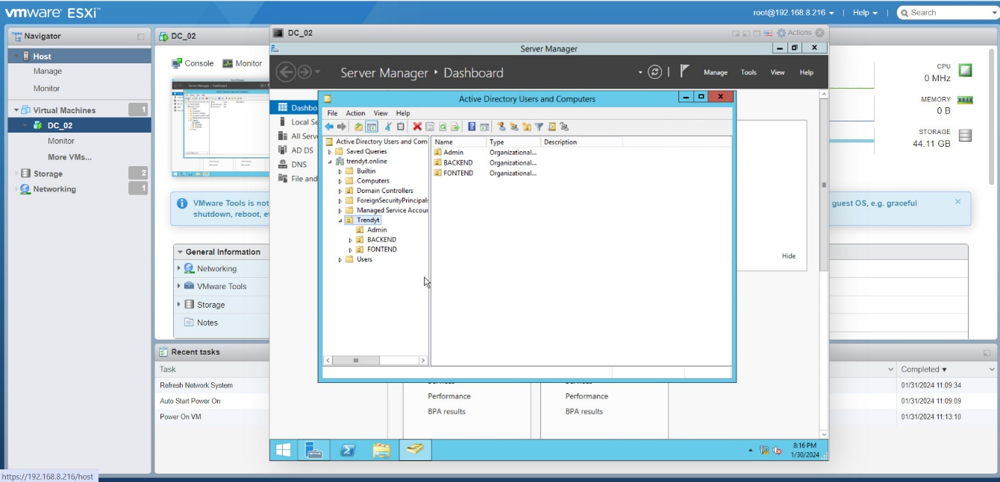 vmware ESXi
root@192.168.8.216 | Help | Search
Navigator
Host
Manage
Monitor
Virtual Machines 1
DC_02
Monitor
More VMs...
Storage 2
Networking 1
DC_02
Console Monitor
CPU
0 MHz
MEMORY
0 B
STORAGE
44.11 GB
VMware Tools is not
shutdown, reboot, et
guest OS, e.g. graceful
General Information
Networking
VMware Tools
Storage
Notes
DC_02 Actions
Server Manager
Server Manager Dashboard
Manage Tools View Help
Dashbo
Local Se
All Serve
AD DS
DNS
File and
Hide
Active Directory Users and Computers
File Action View Help
Active Directory Users and Com
Saved Queries
trendyt.online
Builtin
Computers
Domain Controllers
ForeignSecurityPrincipals
Managed Service Accour
Trendyt
Admin
BACKEND
FONTEND
Users
Name Type Description
Admin Organizational...
BACKEND Organizational...
FONTEND Organizational...
Performance Performance
BPA results BPA results
8:16 PM
1/30/2024
Recent tasks
Task Completed
Refresh Network System 01/31/2024 11:09:34
Auto Start Power On 01/31/2024 11:09:09
Power On VM 01/31/2024 11:13:10
https://192.168.8.216/host